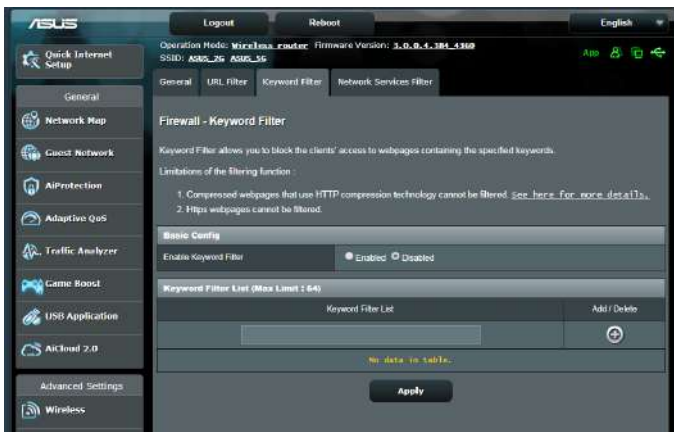 ASUS
Logout
Reboot
English
Quick Internet Setup
Operation Mode: Wireless router Firmware Version: 3.0.0.4.384_4360
SSID: ASUS_2G ASUS_5G
App
General
URL Filter
Keyword Filter
Network Services Filter
General
Network Map
Guest Network
AiProtection
Adaptive QoS
Traffic Analyzer
Game Boost
USB Application
AiCloud 2.0
Advanced Settings
Wireless
Firewall - Keyword Filter
Keyword Filter allows you to block the clients' access to webpages containing the specified keywords.
Limitations of the filtering function :
1. Compressed webpages that use HTTP compression technology cannot be filtered. See here for more details.
2. Https webpages cannot be filtered.
Basic Config
Enable Keyword Filter
Enabled Disabled
Keyword Filter List (Max Limit : 64)
Keyword Filter List
Add / Delete
No data in table.
Apply